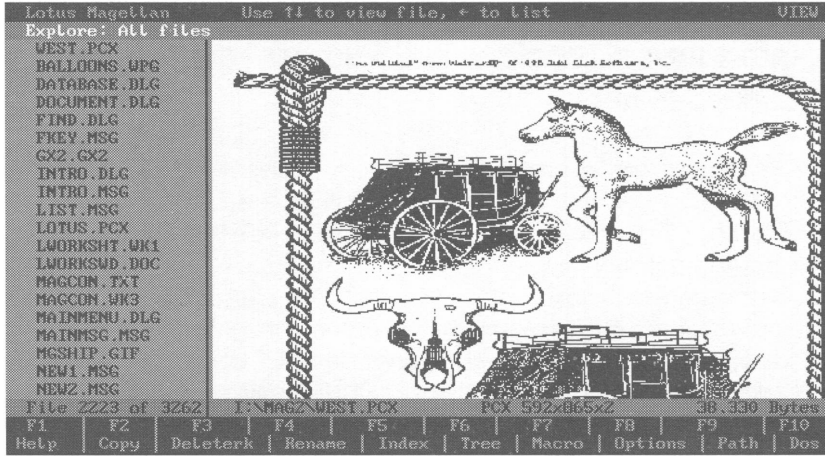 Lotus Magellan Use ↑↓ to view file, ← to list VIEW
Explore: All files
WEST.PCX
BALLOONS.WPG
DATABASE.DLG
DOCUMENT.DLG
FIND.DLG
FKEY.MSG
GX2.GX2
INTRO.DLG
INTRO.MSG
LIST.MSG
LOTUS.PCX
LWORKSHT.WK1
LWORKSWD.DOC
MAGCON.TXT
MAGCON.WK3
MAINMENU.DLG
MAINMSG.MSG
MGSHIP.GIF
NEW1.MSG
NEW2.MSG
File 2223 of 3262 I:\MAG2\WEST.PCX PCX 592x865x2 38,330 Bytes
F1 F2 F3 F4 F5 F6 F7 F8 F9 F10
Help Copy Deleterk Rename Index Tree Macro Options Path Dos